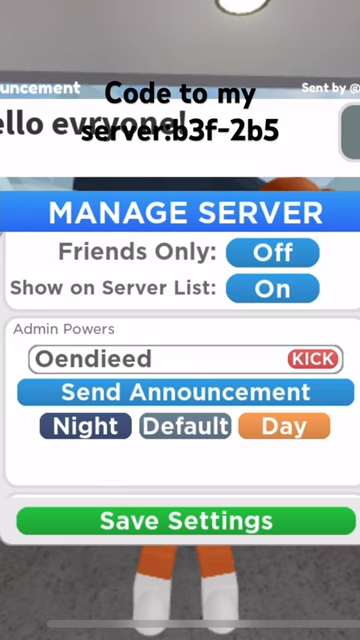 uncement
Sent by @
Code to my
ello evryone!
server:b3f-2b5
MANAGE SERVER
Friends Only: Off
Show on Server List: On
Admin Powers
Oendieed KICK
Send Announcement
Night Default Day
Save Settings